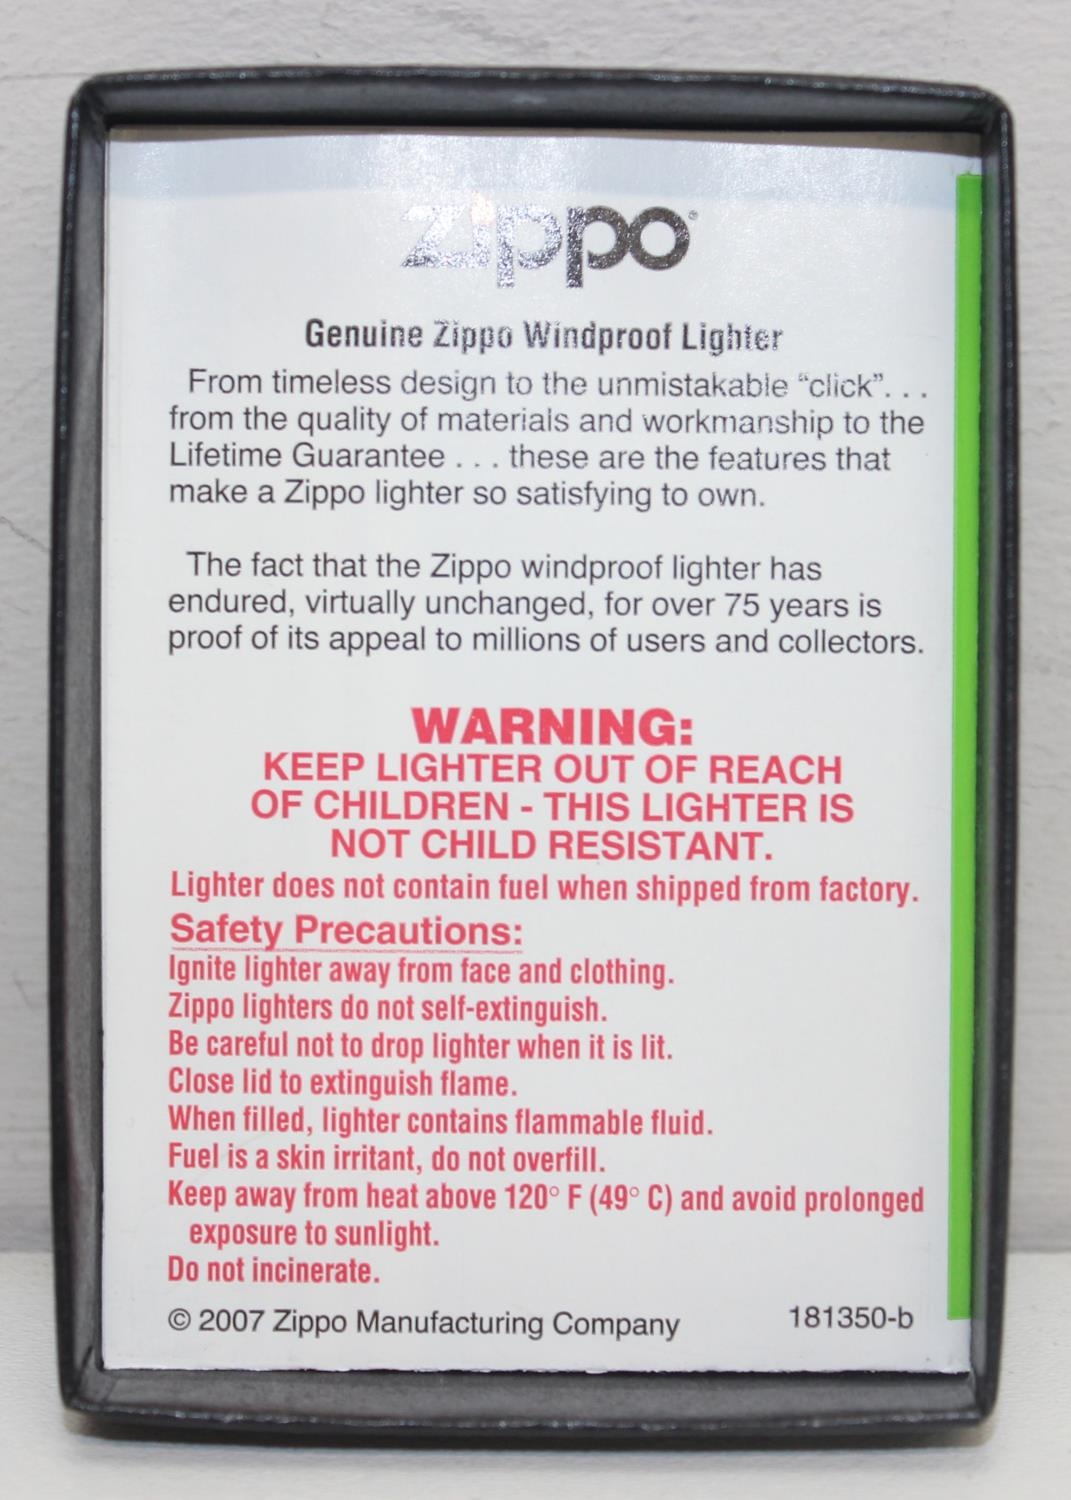 Zippo®
Genuine Zippo Windproof Lighter
From timeless design to the unmistakable “click”. . .
from the quality of materials and workmanship to the
Lifetime Guarantee . . . these are the features that
make a Zippo lighter so satisfying to own.
The fact that the Zippo windproof lighter has
endured, virtually unchanged, for over 75 years is
proof of its appeal to millions of users and collectors.
WARNING:
KEEP LIGHTER OUT OF REACH
OF CHILDREN - THIS LIGHTER IS
NOT CHILD RESISTANT.
Lighter does not contain fuel when shipped from factory.
Safety Precautions:
Ignite lighter away from face and clothing.
Zippo lighters do not self-extinguish.
Be careful not to drop lighter when it is lit.
Close lid to extinguish flame.
When filled, lighter contains flammable fluid.
Fuel is a skin irritant, do not overfill.
Keep away from heat above 120° F (49° C) and avoid prolonged
exposure to sunlight.
Do not incinerate.
© 2007 Zippo Manufacturing Company 181350-b